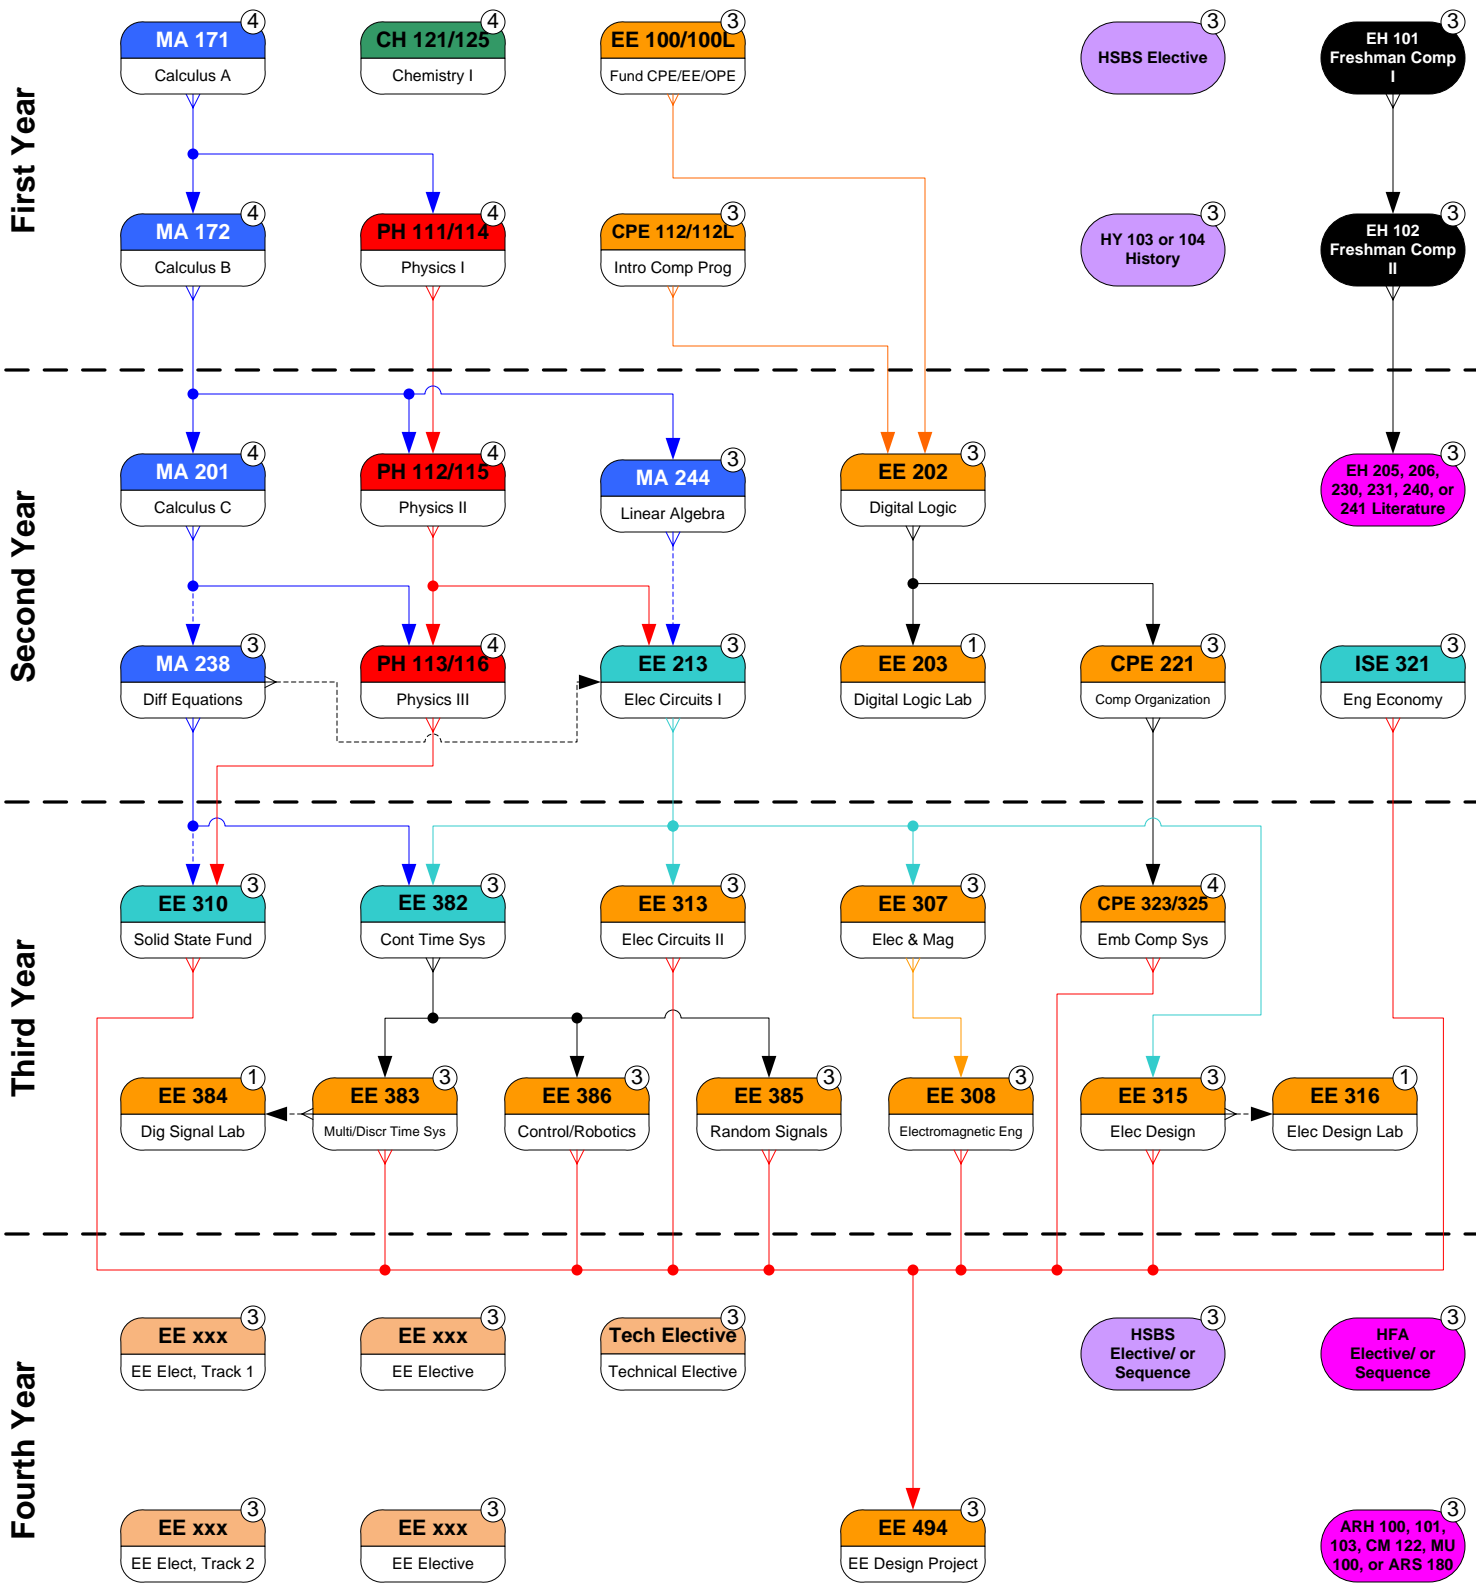 First Year
4
MA 171
Calculus A
4
CH 121/125
Chemistry I
3
EE 100/100L
Fund CPE/EE/OPE
3
HSBS Elective
3
EH 101
Freshman Comp
I
4
MA 172
Calculus B
4
PH 111/114
Physics I
3
CPE 112/112L
Intro Comp Prog
3
HY 103 or 104
History
3
EH 102
Freshman Comp
II
Second Year
4
MA 201
Calculus C
4
PH 112/115
Physics II
3
MA 244
Linear Algebra
3
EE 202
Digital Logic
3
EH 205, 206,
230, 231, 240, or
241 Literature
3
MA 238
Diff Equations
4
PH 113/116
Physics III
3
EE 213
Elec Circuits I
1
EE 203
Digital Logic Lab
3
CPE 221
Comp Organization
3
ISE 321
Eng Economy
Third Year
3
EE 310
Solid State Fund
3
EE 382
Cont Time Sys
3
EE 313
Elec Circuits II
3
EE 307
Elec & Mag
4
CPE 323/325
Emb Comp Sys
1
EE 384
Dig Signal Lab
3
EE 383
Multi/Discr Time Sys
3
EE 386
Control/Robotics
3
EE 385
Random Signals
3
EE 308
Electromagnetic Eng
3
EE 315
Elec Design
1
EE 316
Elec Design Lab
Fourth Year
3
EE xxx
EE Elect, Track 1
3
EE xxx
EE Elective
3
Tech Elective
Technical Elective
3
HSBS
Elective/ or
Sequence
3
HFA
Elective/ or
Sequence
3
EE xxx
EE Elect, Track 2
3
EE xxx
EE Elective
3
EE 494
EE Design Project
3
ARH 100, 101,
103, CM 122, MU
100, or ARS 180